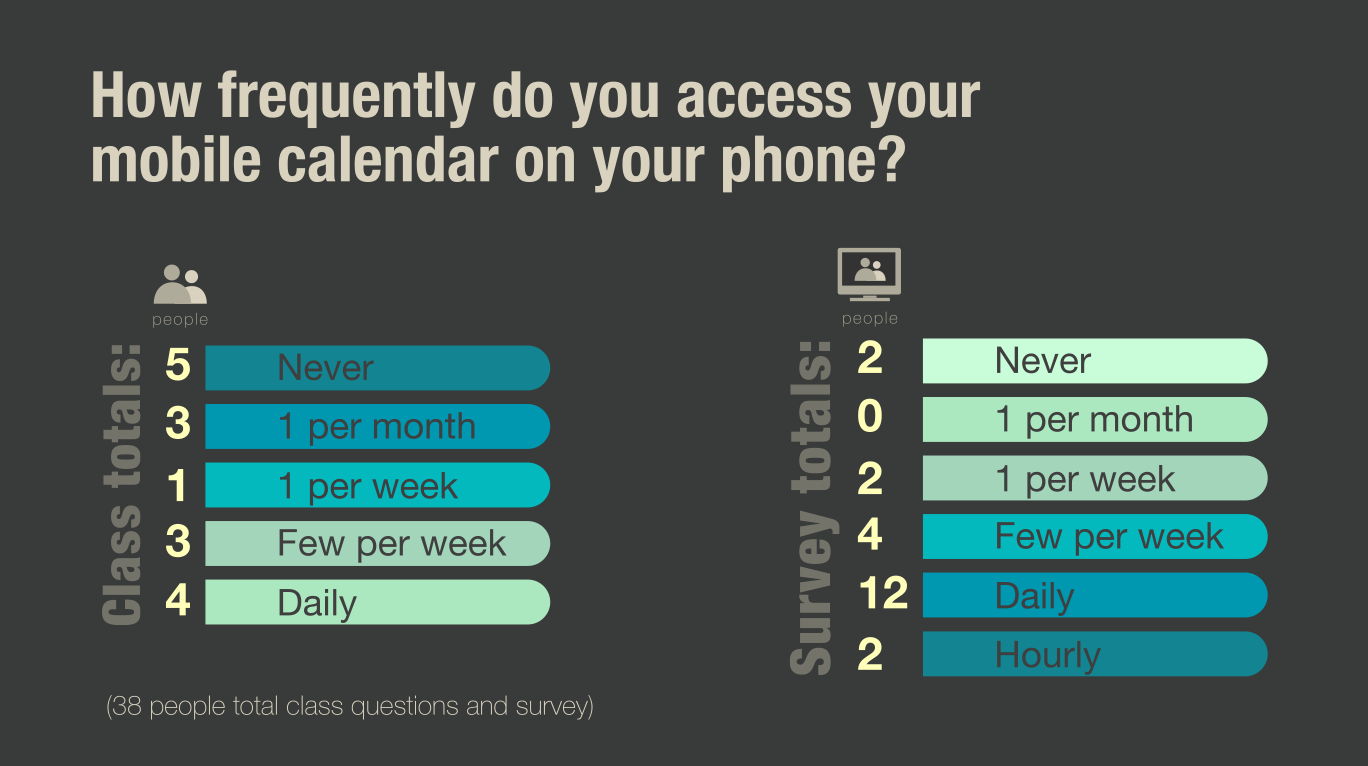 How frequently do you access your
mobile calendar on your phone?
people
Class totals:
5 Never
3 1 per month
1 1 per week
3 Few per week
4 Daily
people
Survey totals:
2 Never
0 1 per month
2 1 per week
4 Few per week
12 Daily
2 Hourly
(38 people total class questions and survey)